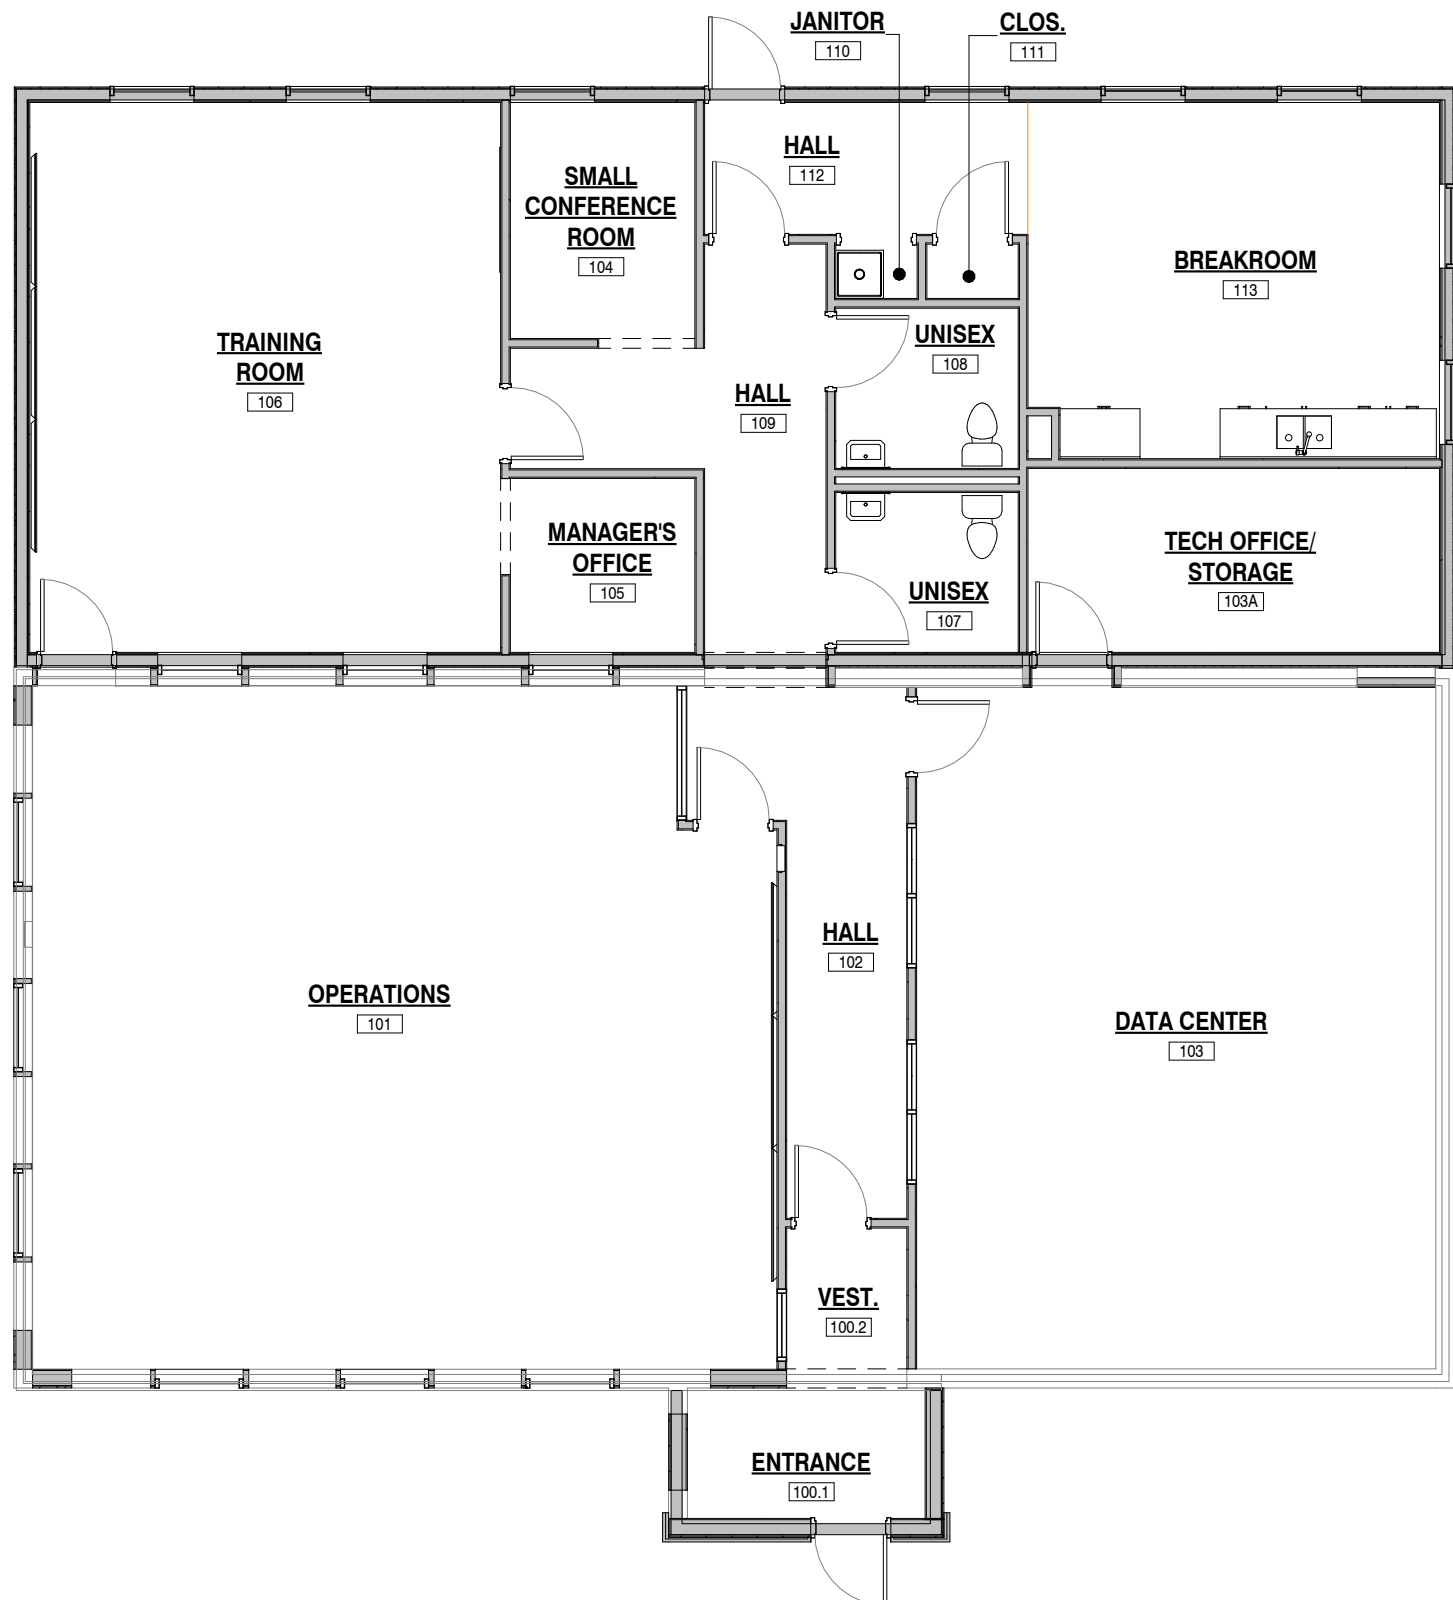 JANITOR
110
CLOS.
111
HALL
112
SMALL
CONFERENCE
ROOM
104
BREAKROOM
113
TRAINING
ROOM
106
UNISEX
108
HALL
109
MANAGER'S
OFFICE
105
UNISEX
107
TECH OFFICE/
STORAGE
103A
HALL
102
OPERATIONS
101
DATA CENTER
103
VEST.
100.2
ENTRANCE
100.1